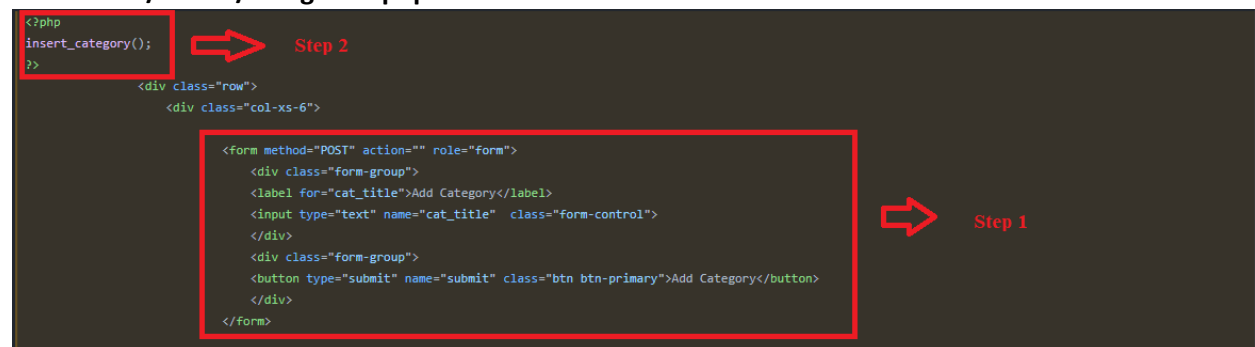 <?php
insert_category();
?>
Step 2
<div class="row">
<div class="col-xs-6">
<form method="POST" action="" role="form">
<div class="form-group">
<label for="cat_title">Add Category</label>
<input type="text" name="cat_title"  class="form-control">
</div>
<div class="form-group">
<button type="submit" name="submit" class="btn btn-primary">Add Category</button>
</div>
</form>
Step 1